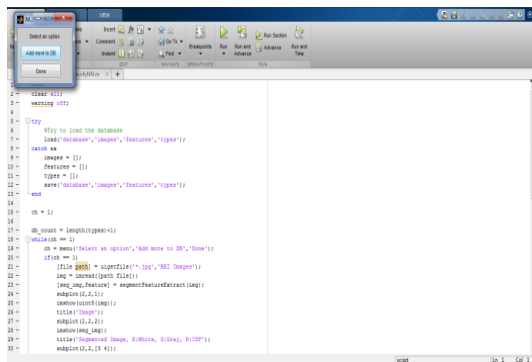 VIEW
Select an option
Add more to DB
Done
Insert
Comment
Indent
Go To
Find
Breakpoints
Run
Run and
Advance
Run Section
Advance
Run and
Time
EDIT
NAVIGATE
BREAKPOINTS
RUN
clear all;
warning off;
try
%Try to load the database
load('database','images','features','types');
catch
images = [];
features = [];
types = [];
save('database','images','features','types');
end
ch = 1;
db_count = length(types)+1;
while(ch == 1)
ch = menu('Select an option','Add more to DB','Done');
if(ch == 1)
[file path] = uigetfile('*.jpg','MRI Images');
img = imread([path file]);
[seg_img,feature] = segmentFeatureExtract(img);
subplot(2,2,1);
imshow(uint8(img));
title('Image')
subplot(2,2,2);
imshow(seg_img);
title('Segmented Image, W:White, G:Gray, B:CSF')
subplot(2,2,[3 4]);
script
Ln 1 Col 1